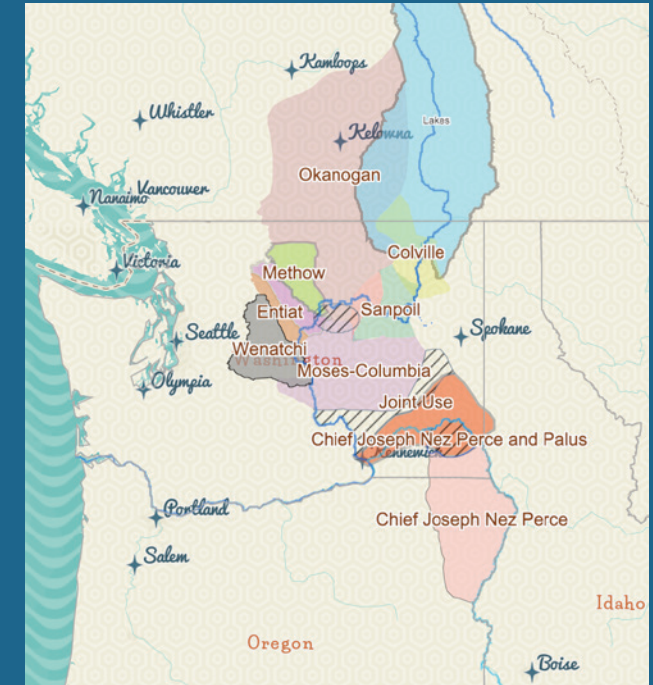 Kamloops
Whistler
Lakes
Kelowna
Okanogan
Vancouver
Nanaimo
Colville
Victoria
Methow
Entiat
Sanpoil
Seattle
Spokane
Wenatchi
Washington
Moses-Columbia
Olympia
Joint Use
Chief Joseph Nez Perce and Palus
Kennewick
Portland
Chief Joseph Nez Perce
Salem
Idaho
Oregon
Boise